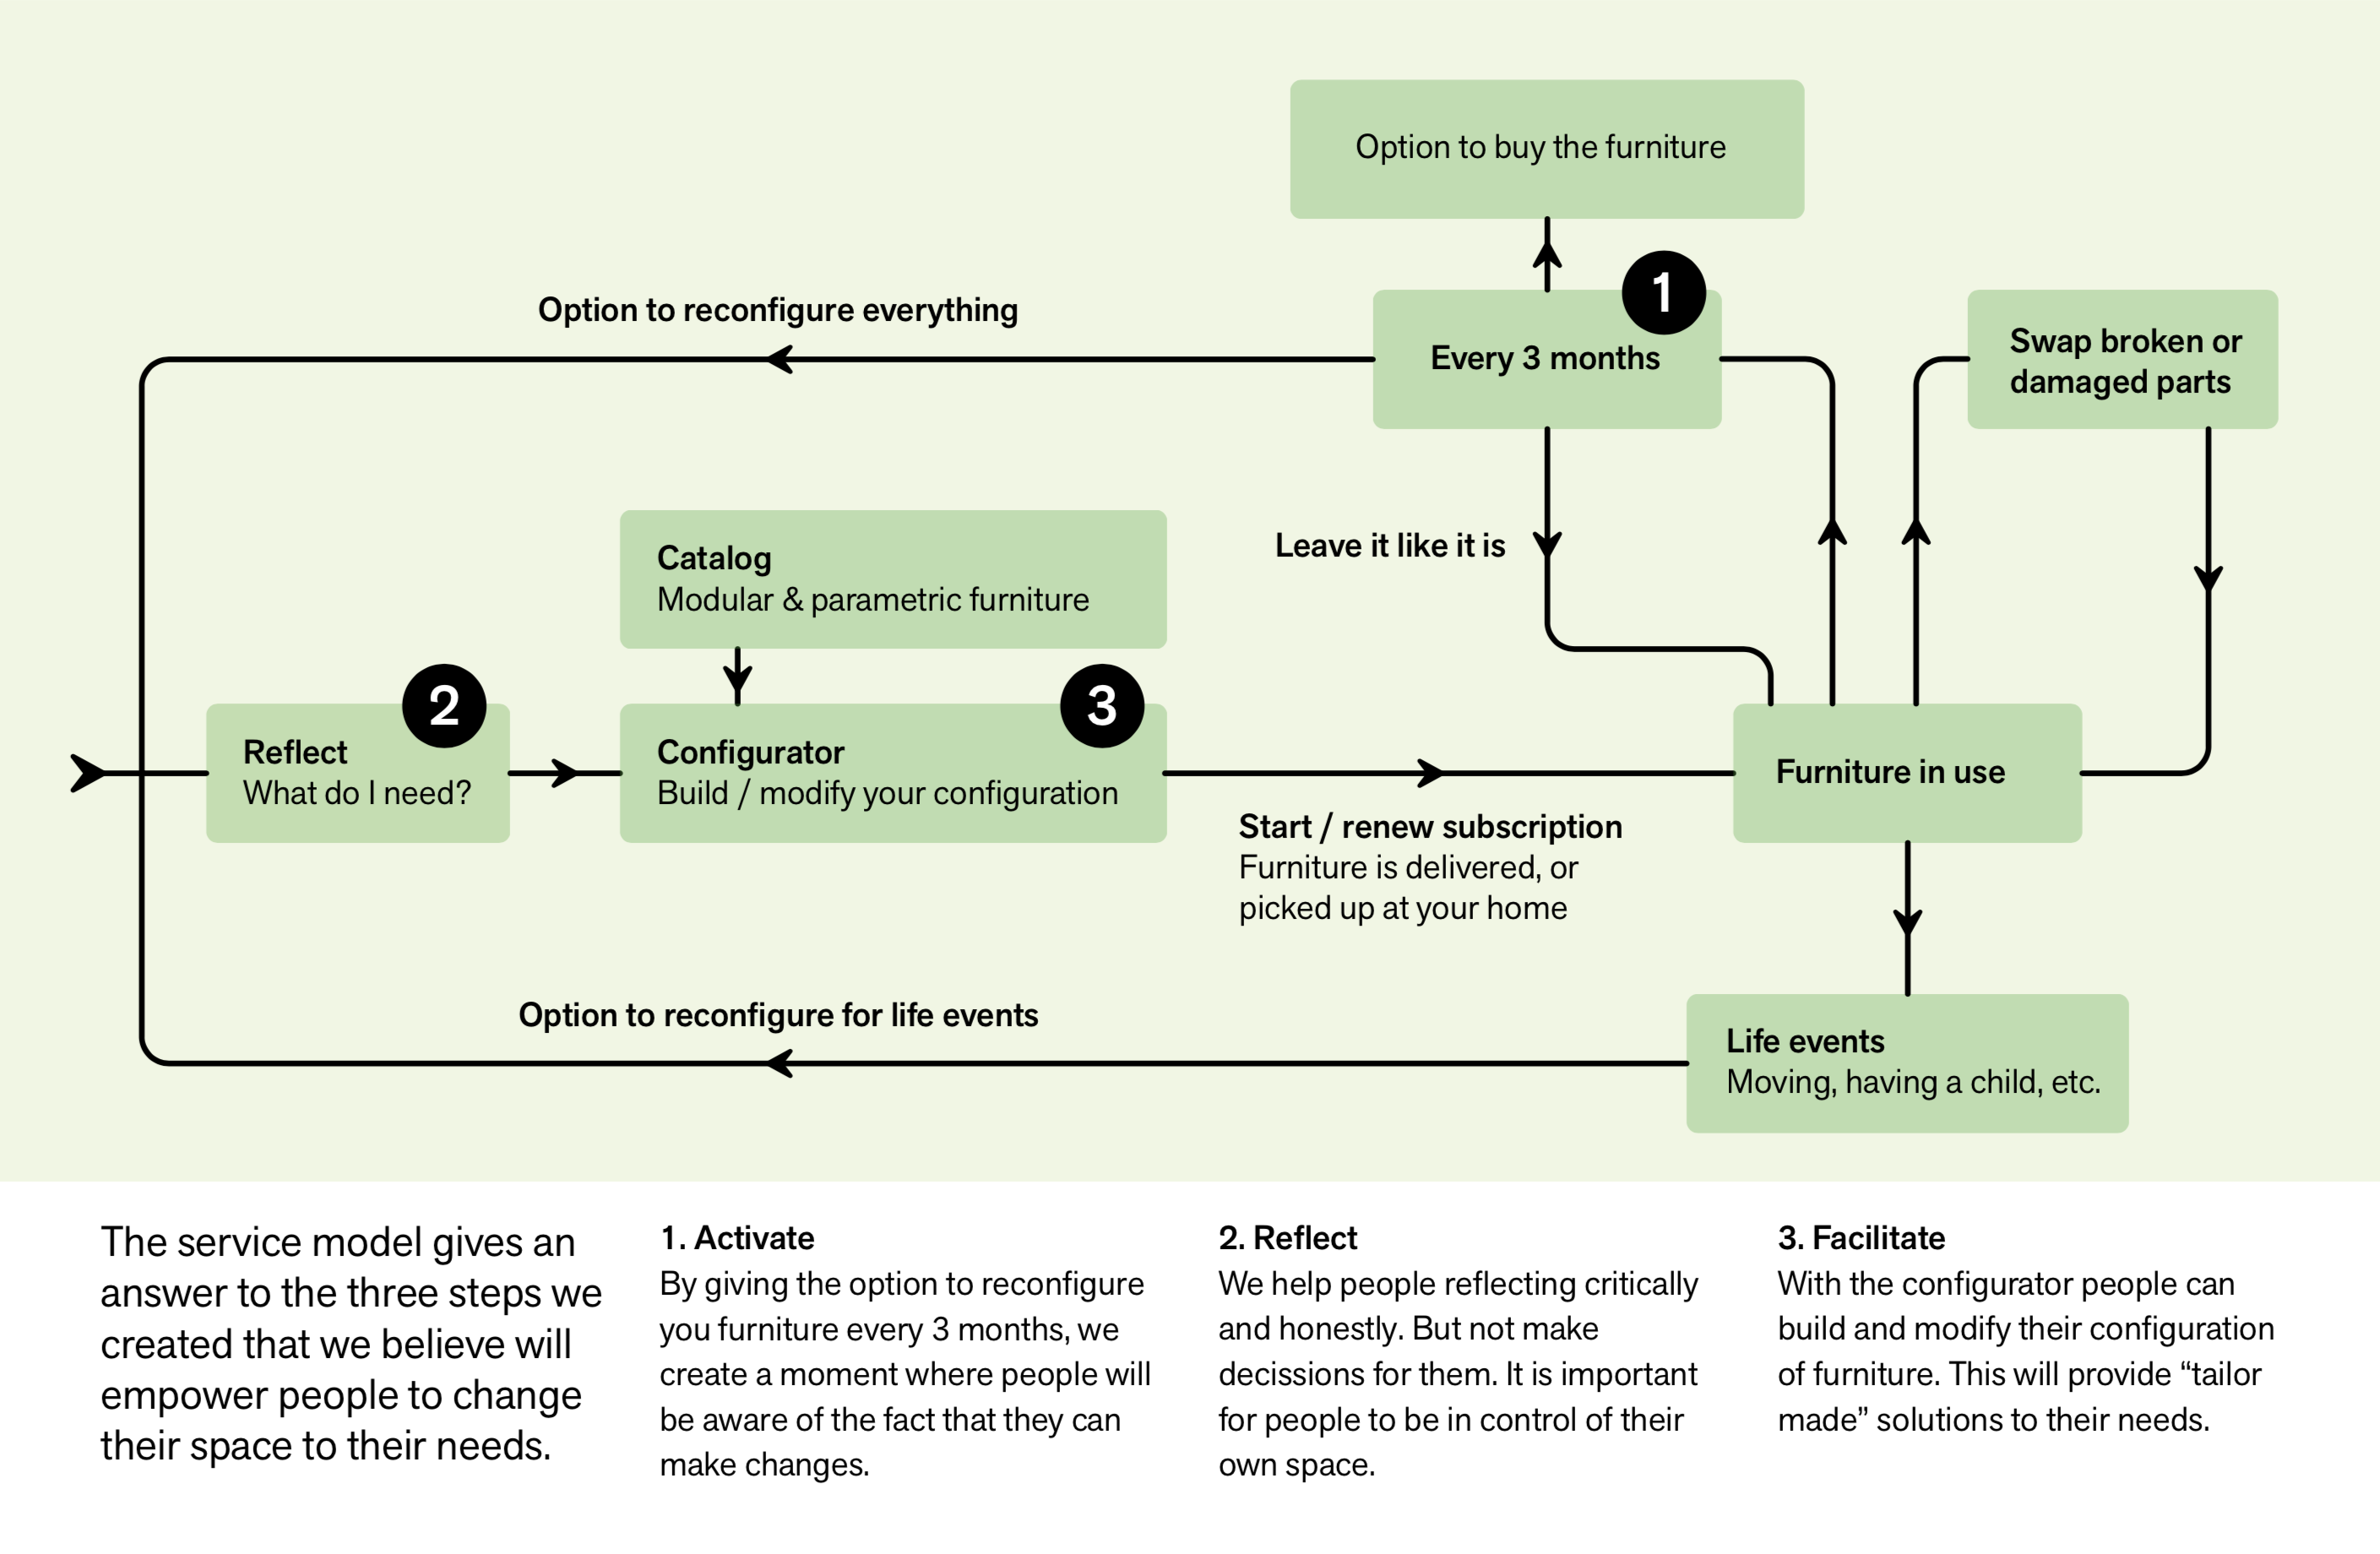 Option to buy the furniture
1
Option to reconfigure everything
Every 3 months
Swap broken or
damaged parts
Catalog
Modular & parametric furniture
Leave it like it is
2
3
Reflect
What do I need?
Configurator
Build / modify your configuration
Furniture in use
Start / renew subscription
Furniture is delivered, or
picked up at your home
Option to reconfigure for life events
Life events
Moving, having a child, etc.
The service model gives an
answer to the three steps we
created that we believe will
empower people to change
their space to their needs.
1. Activate
By giving the option to reconfigure
you furniture every 3 months, we
create a moment where people will
be aware of the fact that they can
make changes.
2. Reflect
We help people reflecting critically
and honestly. But not make
decissions for them. It is important
for people to be in control of their
own space.
3. Facilitate
With the configurator people can
build and modify their configuration
of furniture. This will provide “tailor
made” solutions to their needs.